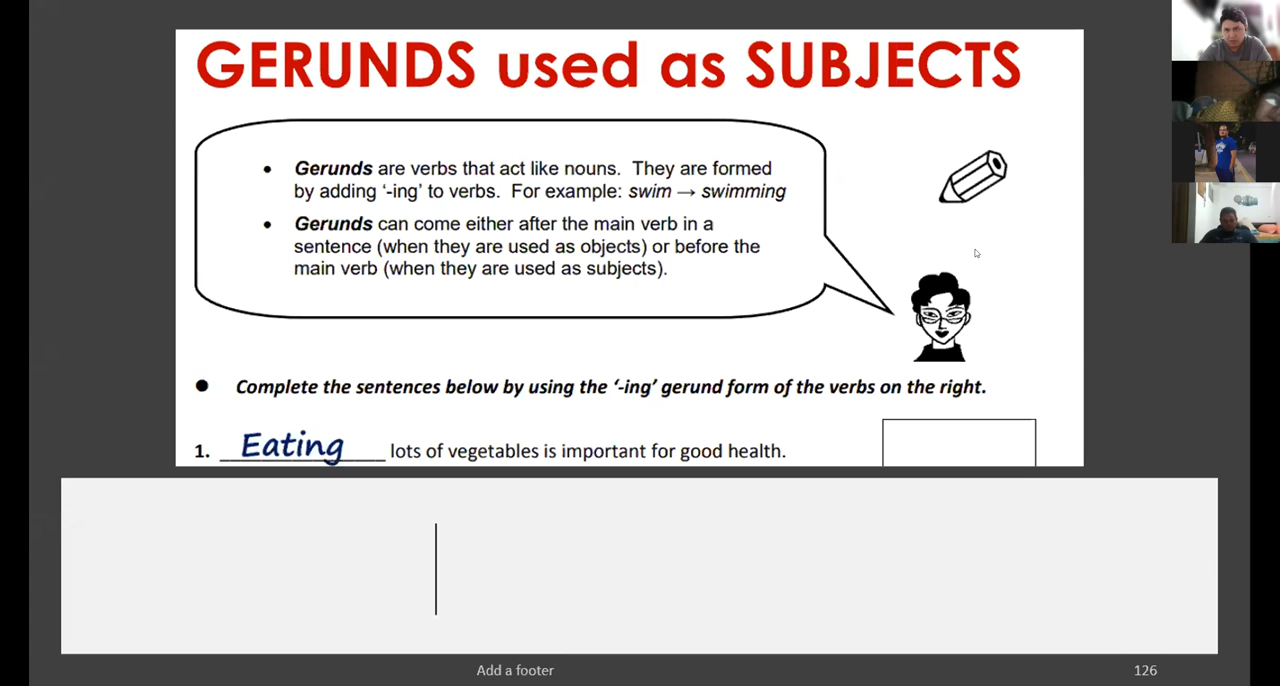 GERUNDS used as SUBJECTS
• Gerunds are verbs that act like nouns. They are formed
by adding ‘-ing’ to verbs. For example: swim → swimming
• Gerunds can come either after the main verb in a
sentence (when they are used as objects) or before the
main verb (when they are used as subjects).
● Complete the sentences below by using the ‘-ing’ gerund form of the verbs on the right.
1. Eating lots of vegetables is important for good health.
Add a footer
126